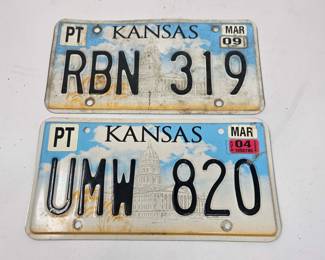 PT KANSAS MAR
09
RBN 319
PT KANSAS MAR
04
UMW 820